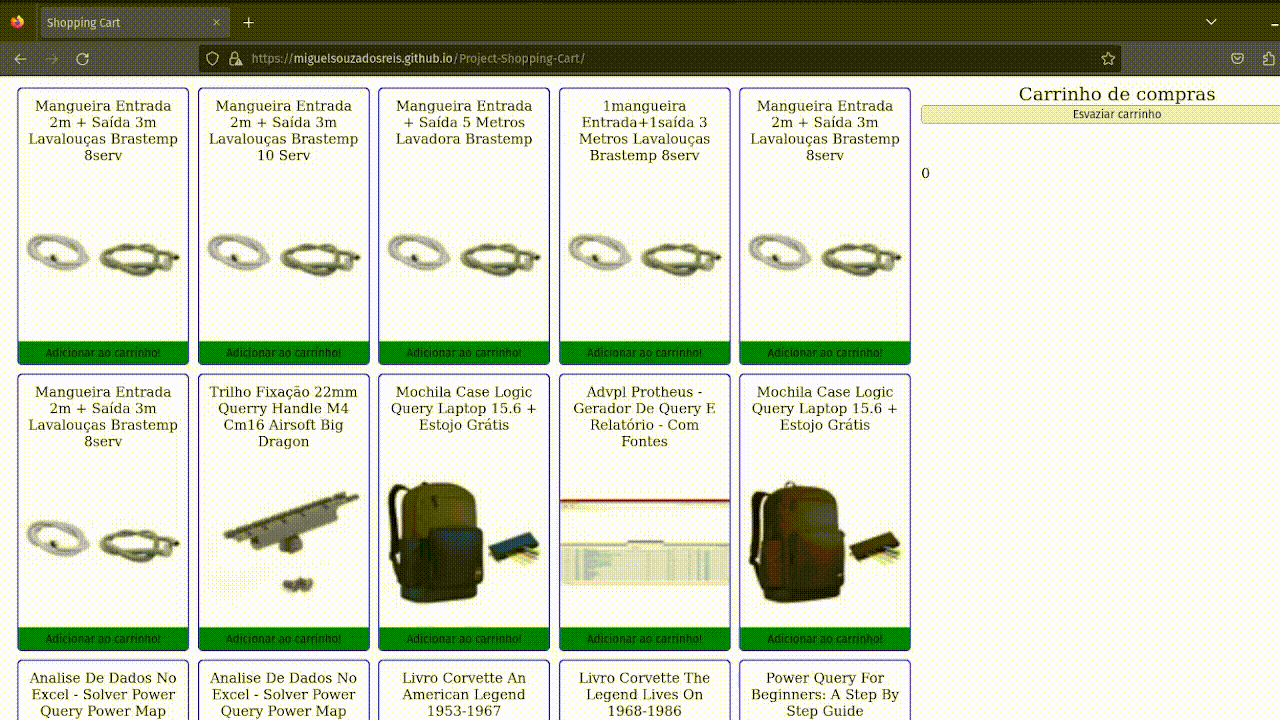 Shopping Cart
https://miguelsouzadosreis.github.io/Project-Shopping-Cart/
Mangueira Entrada
2m + Saída 3m
Lavalouças Brastemp
8serv
Adicionar ao carrinho!
Mangueira Entrada
2m + Saída 3m
Lavalouças Brastemp
10 Serv
Adicionar ao carrinho!
Mangueira Entrada
+ Saída 5 Metros
Lavadora Brastemp
Adicionar ao carrinho!
1mangueira
Entrada+1saída 3
Metros Lavalouças
Brastemp 8serv
Adicionar ao carrinho!
Mangueira Entrada
2m + Saída 3m
Lavalouças Brastemp
8serv
Adicionar ao carrinho!
Carrinho de compras
Esvaziar carrinho
0
Mangueira Entrada
2m + Saída 3m
Lavalouças Brastemp
8serv
Adicionar ao carrinho!
Trilho Fixação 22mm
Querry Handle M4
Cm16 Airsoft Big
Dragon
Adicionar ao carrinho!
Mochila Case Logic
Query Laptop 15.6 +
Estojo Grátis
Adicionar ao carrinho!
Advpl Protheus -
Gerador De Query E
Relatório - Com
Fontes
Adicionar ao carrinho!
Mochila Case Logic
Query Laptop 15.6 +
Estojo Grátis
Adicionar ao carrinho!
Analise De Dados No
Excel - Solver Power
Query Power Map
Analise De Dados No
Excel - Solver Power
Query Power Map
Livro Corvette An
American Legend
1953-1967
Livro Corvette The
Legend Lives On
1968-1986
Power Query For
Beginners: A Step By
Step Guide